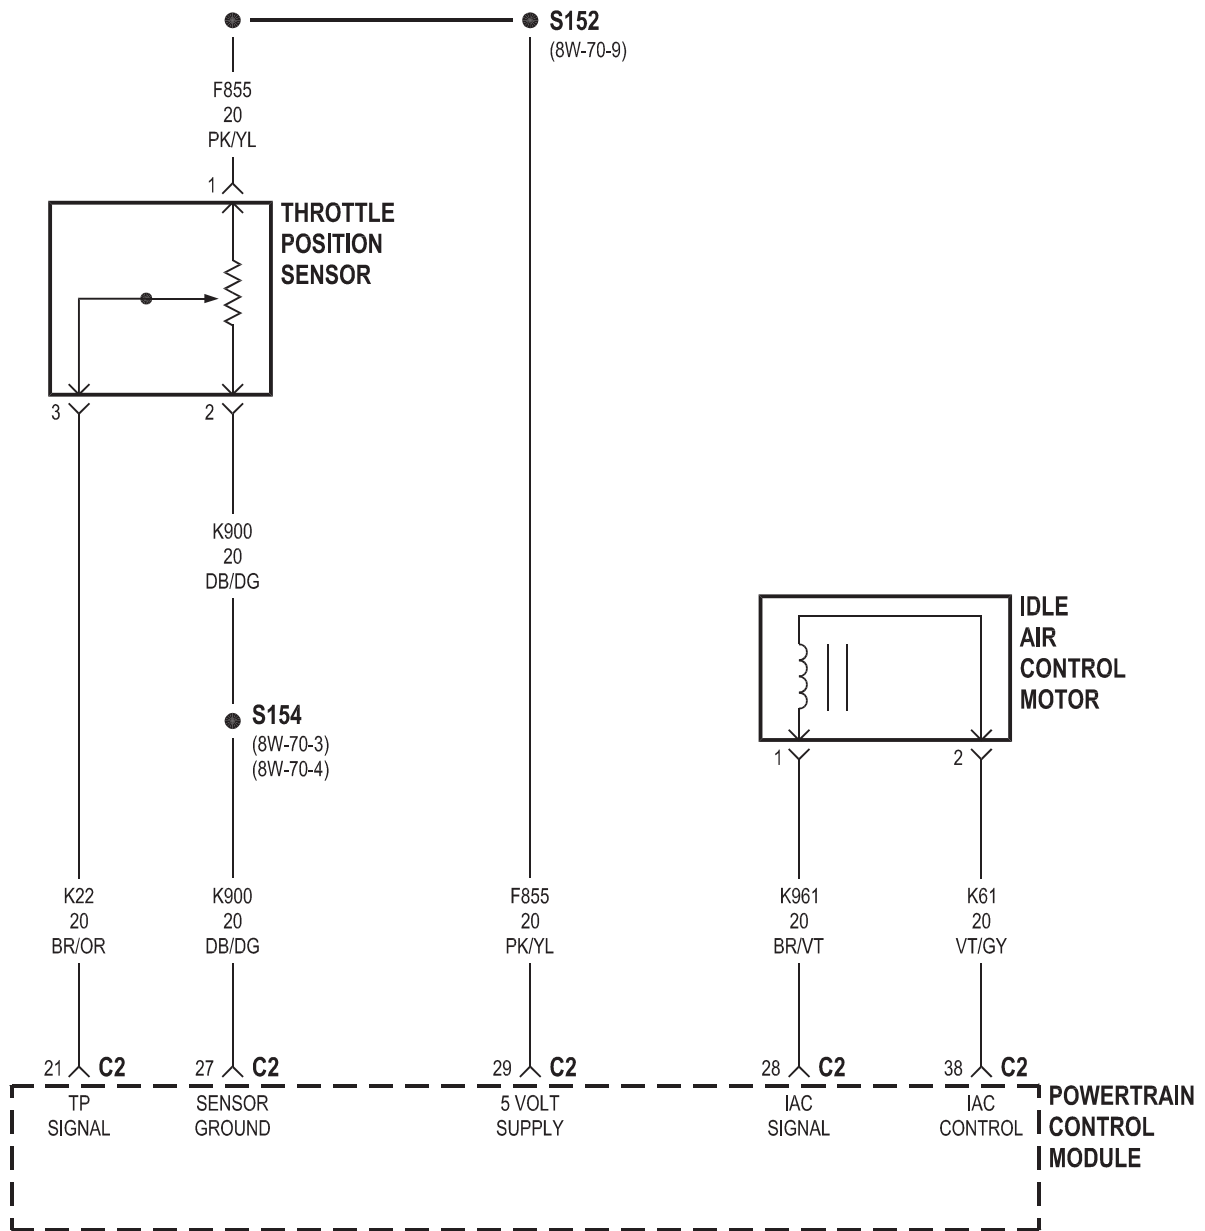 S152
(8W-70-9)
F855
20
PK/YL
1
THROTTLE
POSITION
SENSOR
3
2
K900
20
DB/DG
IDLE
AIR
CONTROL
MOTOR
S154
(8W-70-3)
(8W-70-4)
1
2
K22
20
BR/OR
K900
20
DB/DG
F855
20
PK/YL
K961
20
BR/VT
K61
20
VT/GY
21 C2
27 C2
29 C2
28 C2
38 C2
TP
SIGNAL
SENSOR
GROUND
5 VOLT
SUPPLY
IAC
SIGNAL
IAC
CONTROL
POWERTRAIN
CONTROL
MODULE